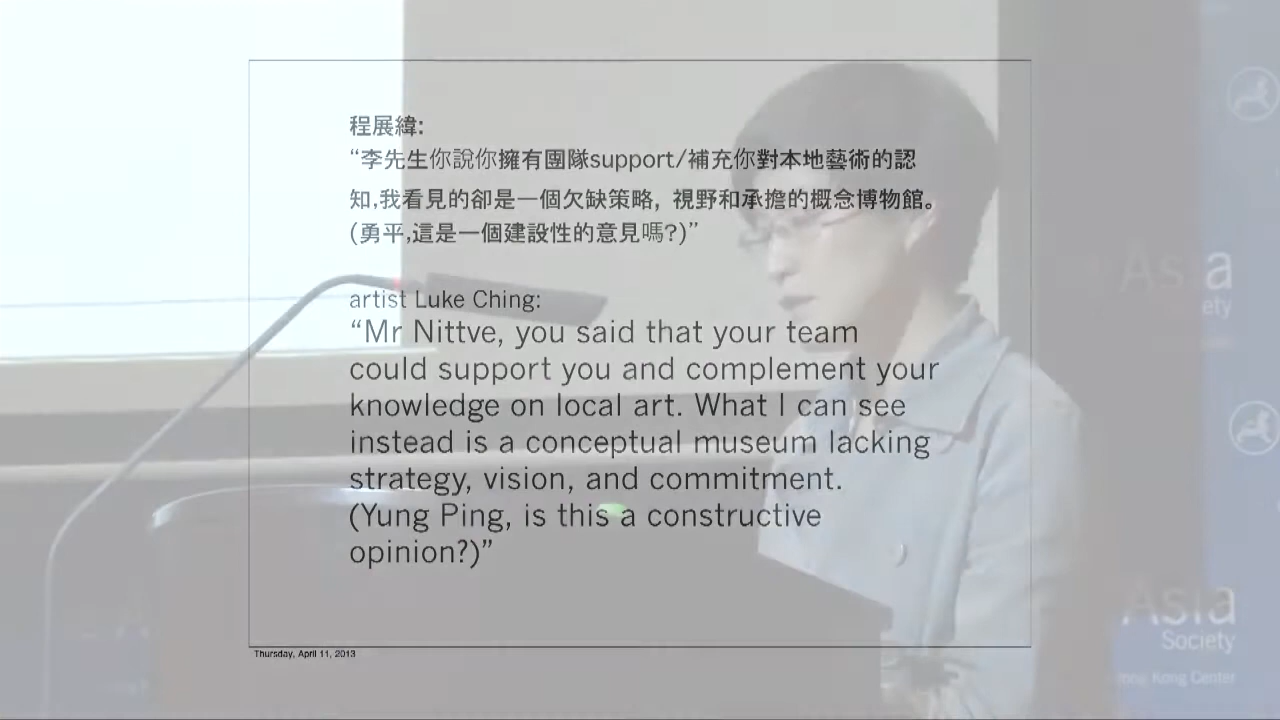 程展緯:
“李先生你說你擁有團隊support/補充你對本地藝術的認
知,我看見的卻是一個欠缺策略, 視野和承擔的概念博物館。
(勇平,這是一個建設性的意見嗎?)”
artist Luke Ching:
“Mr Nittve, you said that your team
could support you and complement your
knowledge on local art. What I can see
instead is a conceptual museum lacking
strategy, vision, and commitment.
(Yung Ping, is this a constructive
opinion?)”
Thursday, April 11, 2013
Asia
Society
Asia
Society
Hong Kong Center